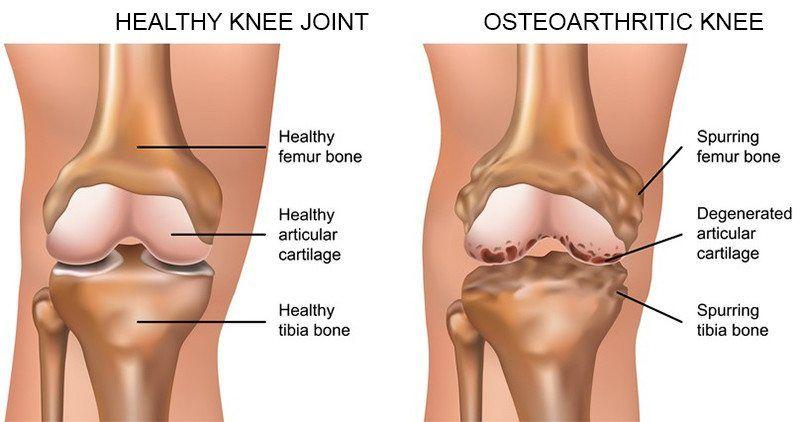 HEALTHY KNEE JOINT
Healthy
femur bone
Healthy
articular
cartilage
Healthy
tibia bone
OSTEOARTHRITIC KNEE
Spurring
femur bone
Degenerated
articular
cartilage
Spurring
tibia bone